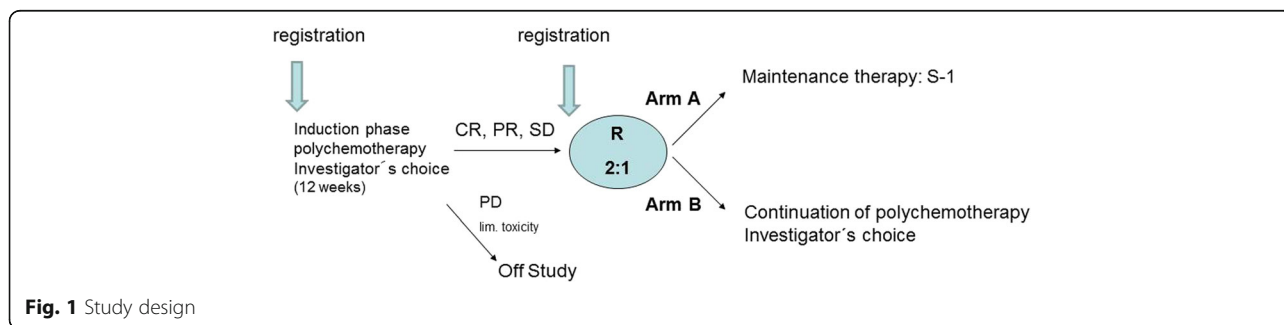 registration
registration
Induction phase
polychemotherapy
Investigator´s choice
(12 weeks)
CR, PR, SD
PD
lim. toxicity
Off Study
R
2:1
Arm A
Maintenance therapy: S-1
Arm B
Continuation of polychemotherapy
Investigator´s choice
Fig. 1 Study design